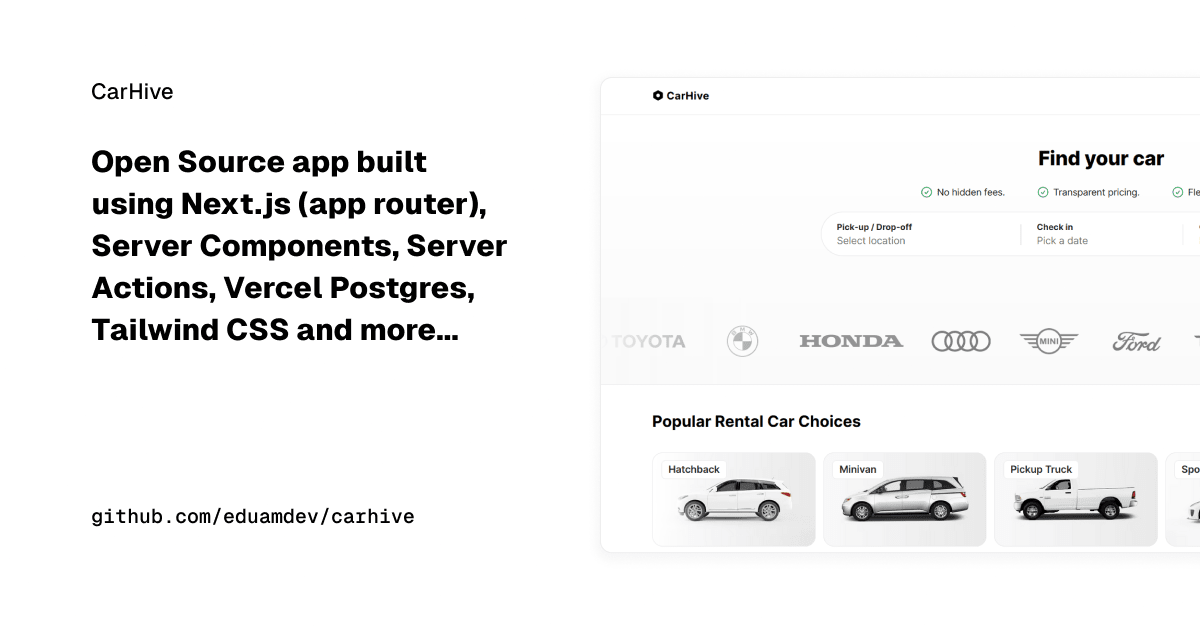 CarHive
Open Source app built
using Next.js (app router),
Server Components, Server
Actions, Vercel Postgres,
Tailwind CSS and more...
github.com/eduamdev/carhive
CarHive
Find your car
No hidden fees.
Transparent pricing.
Fle
Pick-up / Drop-off
Check in
Select location
Pick a date
TOYOTA
BMW
HONDA
MINI
Ford
Popular Rental Car Choices
Hatchback
Minivan
Pickup Truck
Spo